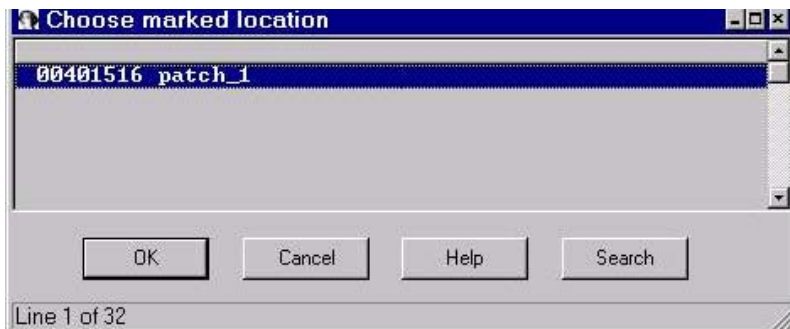 Choose marked location
00401516 patch_1
OK Cancel Help Search
Line 1 of 32